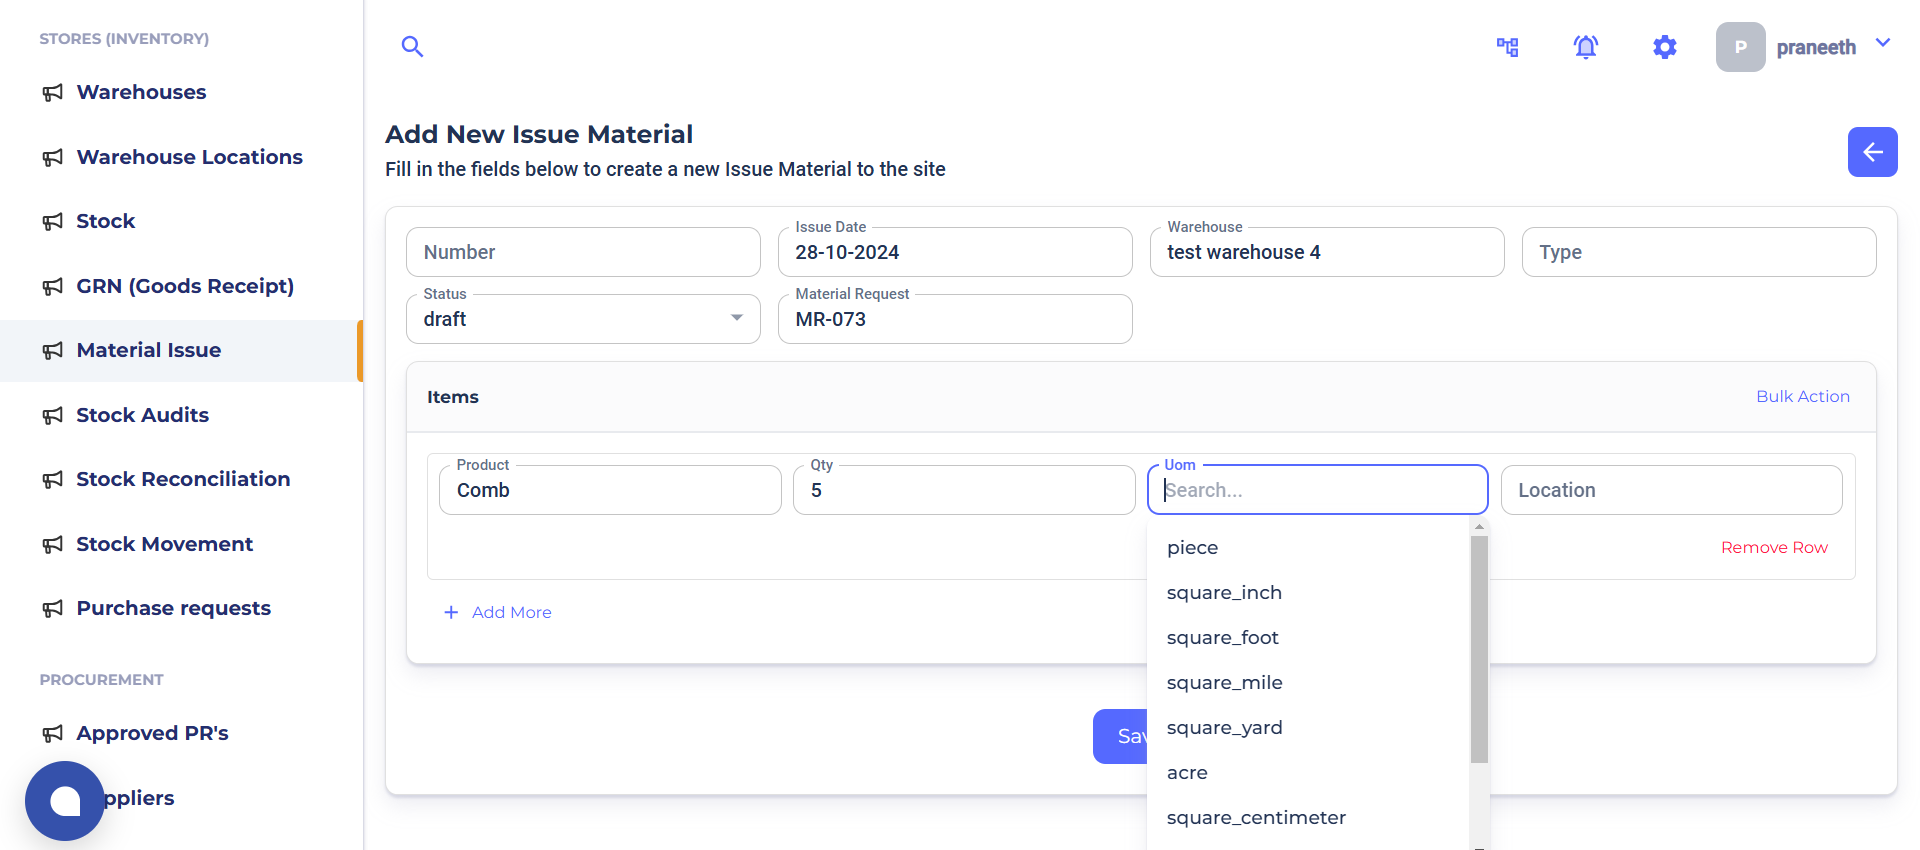 STORES (INVENTORY)
Warehouses
Warehouse Locations
Stock
GRN (Goods Receipt)
Material Issue
Stock Audits
Stock Reconciliation
Stock Movement
Purchase requests
PROCUREMENT
Approved PR's
ppliers
P praneeth
Add New Issue Material
Fill in the fields below to create a new Issue Material to the site
Number
Issue Date
28-10-2024
Warehouse
test warehouse 4
Type
Status
draft
Material Request
MR-073
Items
Bulk Action
Product
Comb
Qty
5
Uom
Search...
Location
piece
square_inch
square_foot
square_mile
square_yard
acre
square_centimeter
Remove Row
+ Add More
Sav